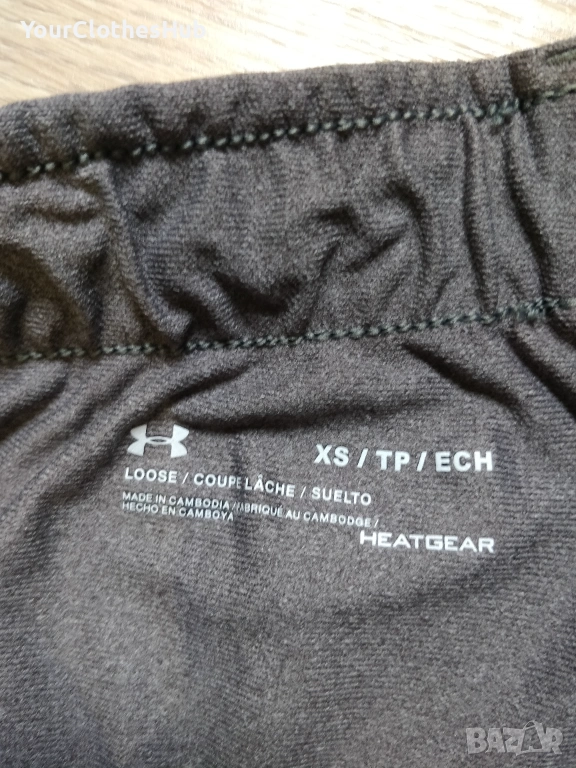 YourClothesHub
XS / TP / ECH
LOOSE / COUPE LÂCHE / SUELTO
MADE IN CAMBODIA / FABRIQUÉ AU CAMBODGE /
HECHO EN CAMBOYA
HEATGEAR
BAZAR